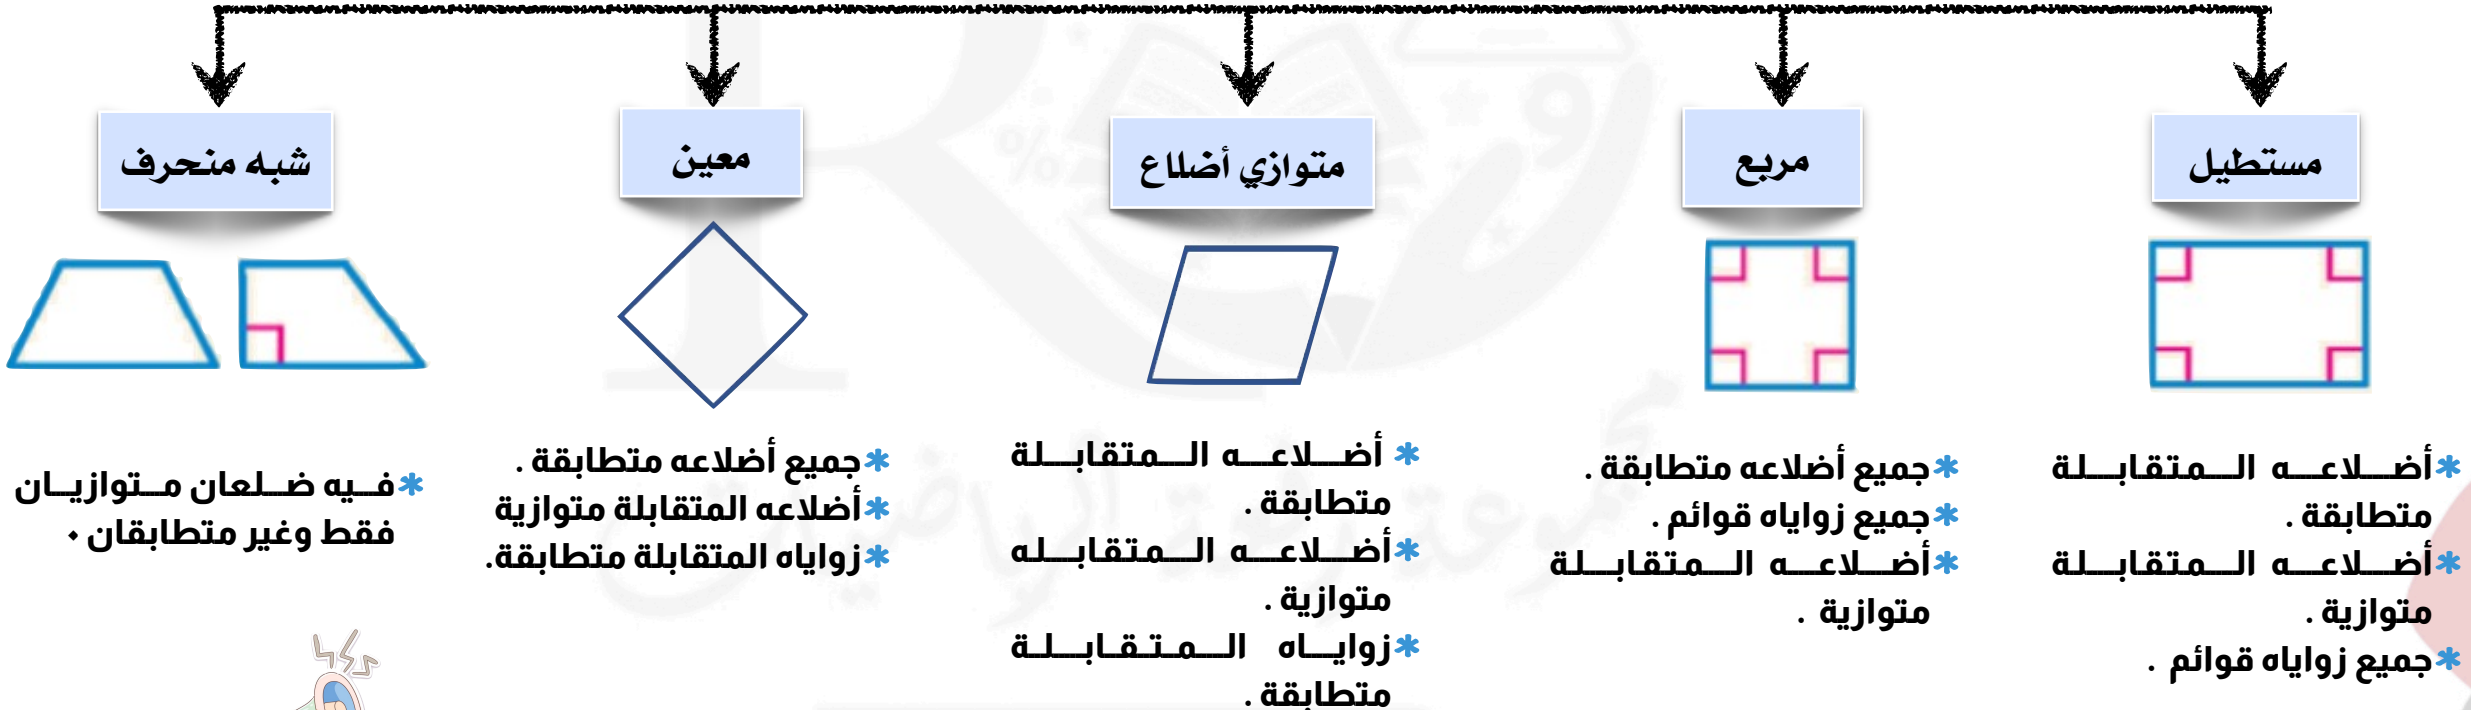 مستطيل
أضلاعه المتقابلة
متطابقة .
أضلاعه المتقابلة
متوازية .
جميع زواياه قوائم .
مربع
جميع أضلاعه متطابقة .
جميع زواياه قوائم .
أضلاعه المتقابلة
متوازية .
متوازي أضلاع
أضلاعه المتقابلة
متطابقة .
أضلاعه المتقابله
متوازية .
زواياه المتقابلة
متطابقة .
معين
جميع أضلاعه متطابقة .
أضلاعه المتقابلة متوازية
زواياه المتقابلة متطابقة.
شبه منحرف
فيه ضلعان متوازيان
فقط وغير متطابقان .